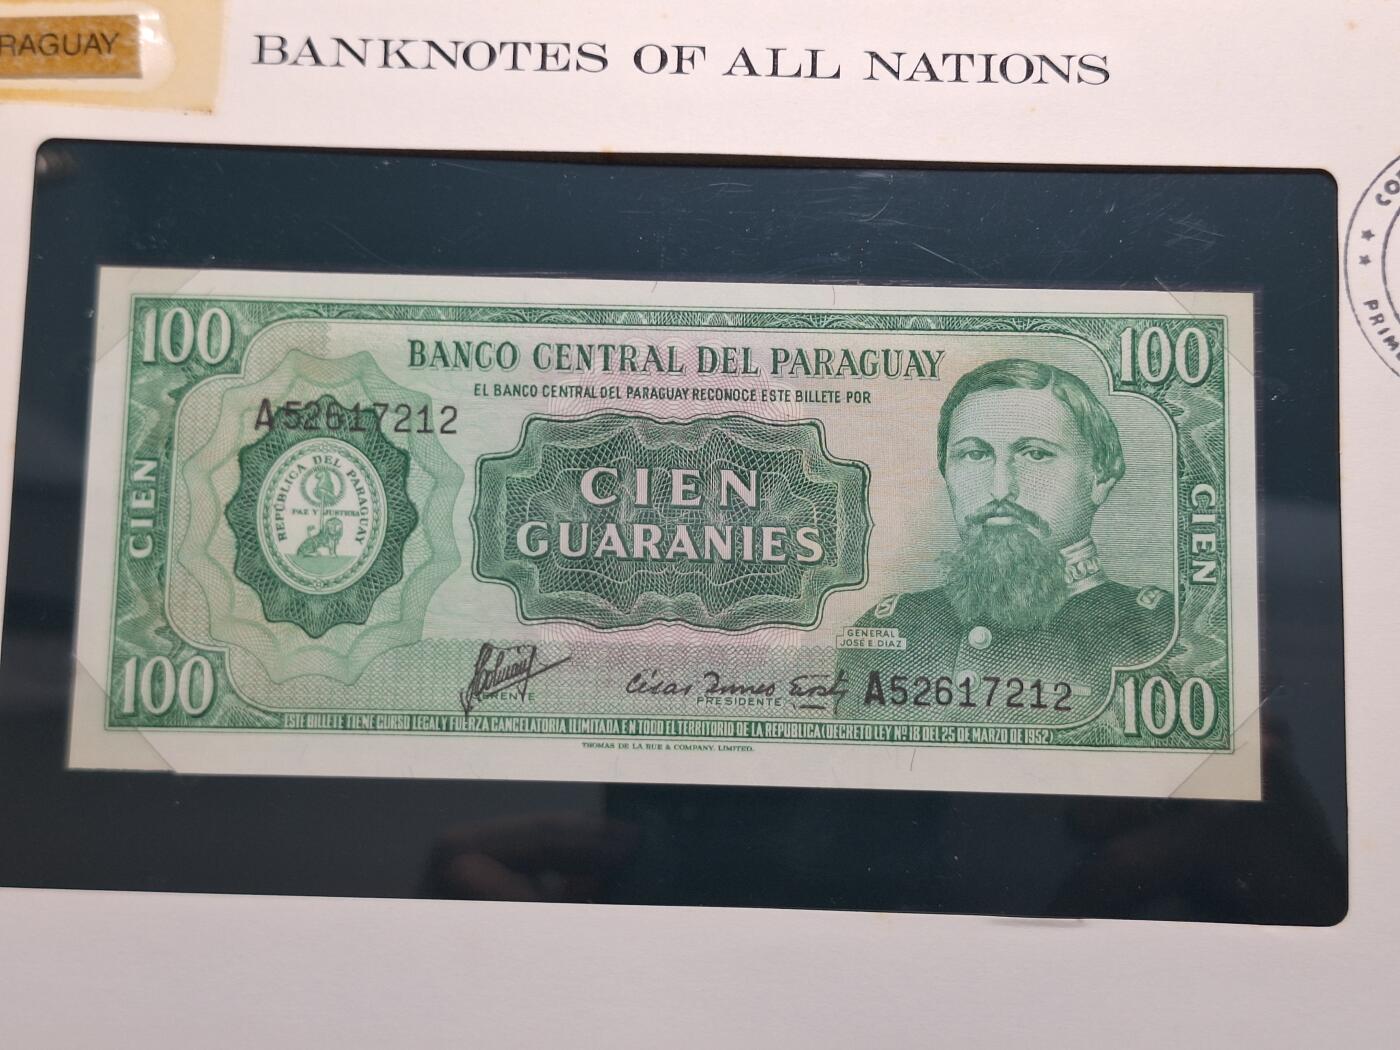 RAGUAY
BANKNOTES OF ALL NATIONS
100
100
BANCO CENTRAL DEL PARAGUAY
EL BANCO CENTRAL DEL PARAGUAY RECONOCE ESTE BILLETE POR
A52617212
REPÚBLICA DEL PARAGUAY
PAZ Y JUSTICIA
CIEN
GUARANIES
CIEN
CIEN
GENERAL
JOSE E. DIAZ
GERENTE
PRESIDENTE
A52617212
100
100
ESTE BILLETE TIENE CURSO LEGAL Y FUERZA CANCELATORIA ILIMITADA EN TODO EL TERRITORIO DE LA REPUBLICA (DECRETO LEY Nº 18 DEL 25 DE MARZO DE 1952)
THOMAS DE LA RUE & COMPANY, LIMITED.